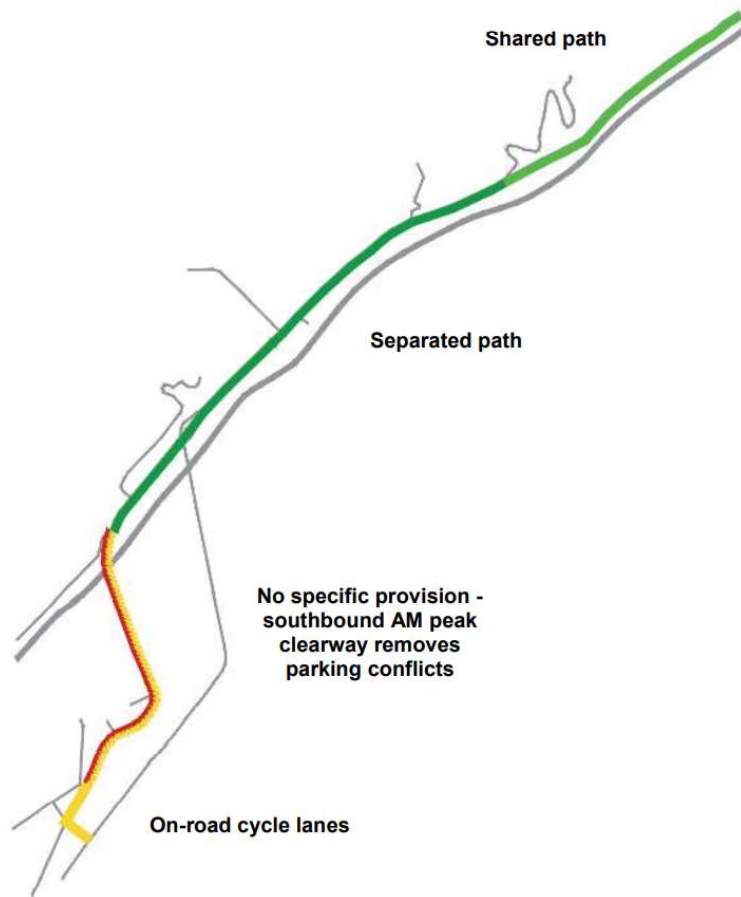 Shared path
Separated path
No specific provision -
southbound AM peak
clearway removes
parking conflicts
On-road cycle lanes